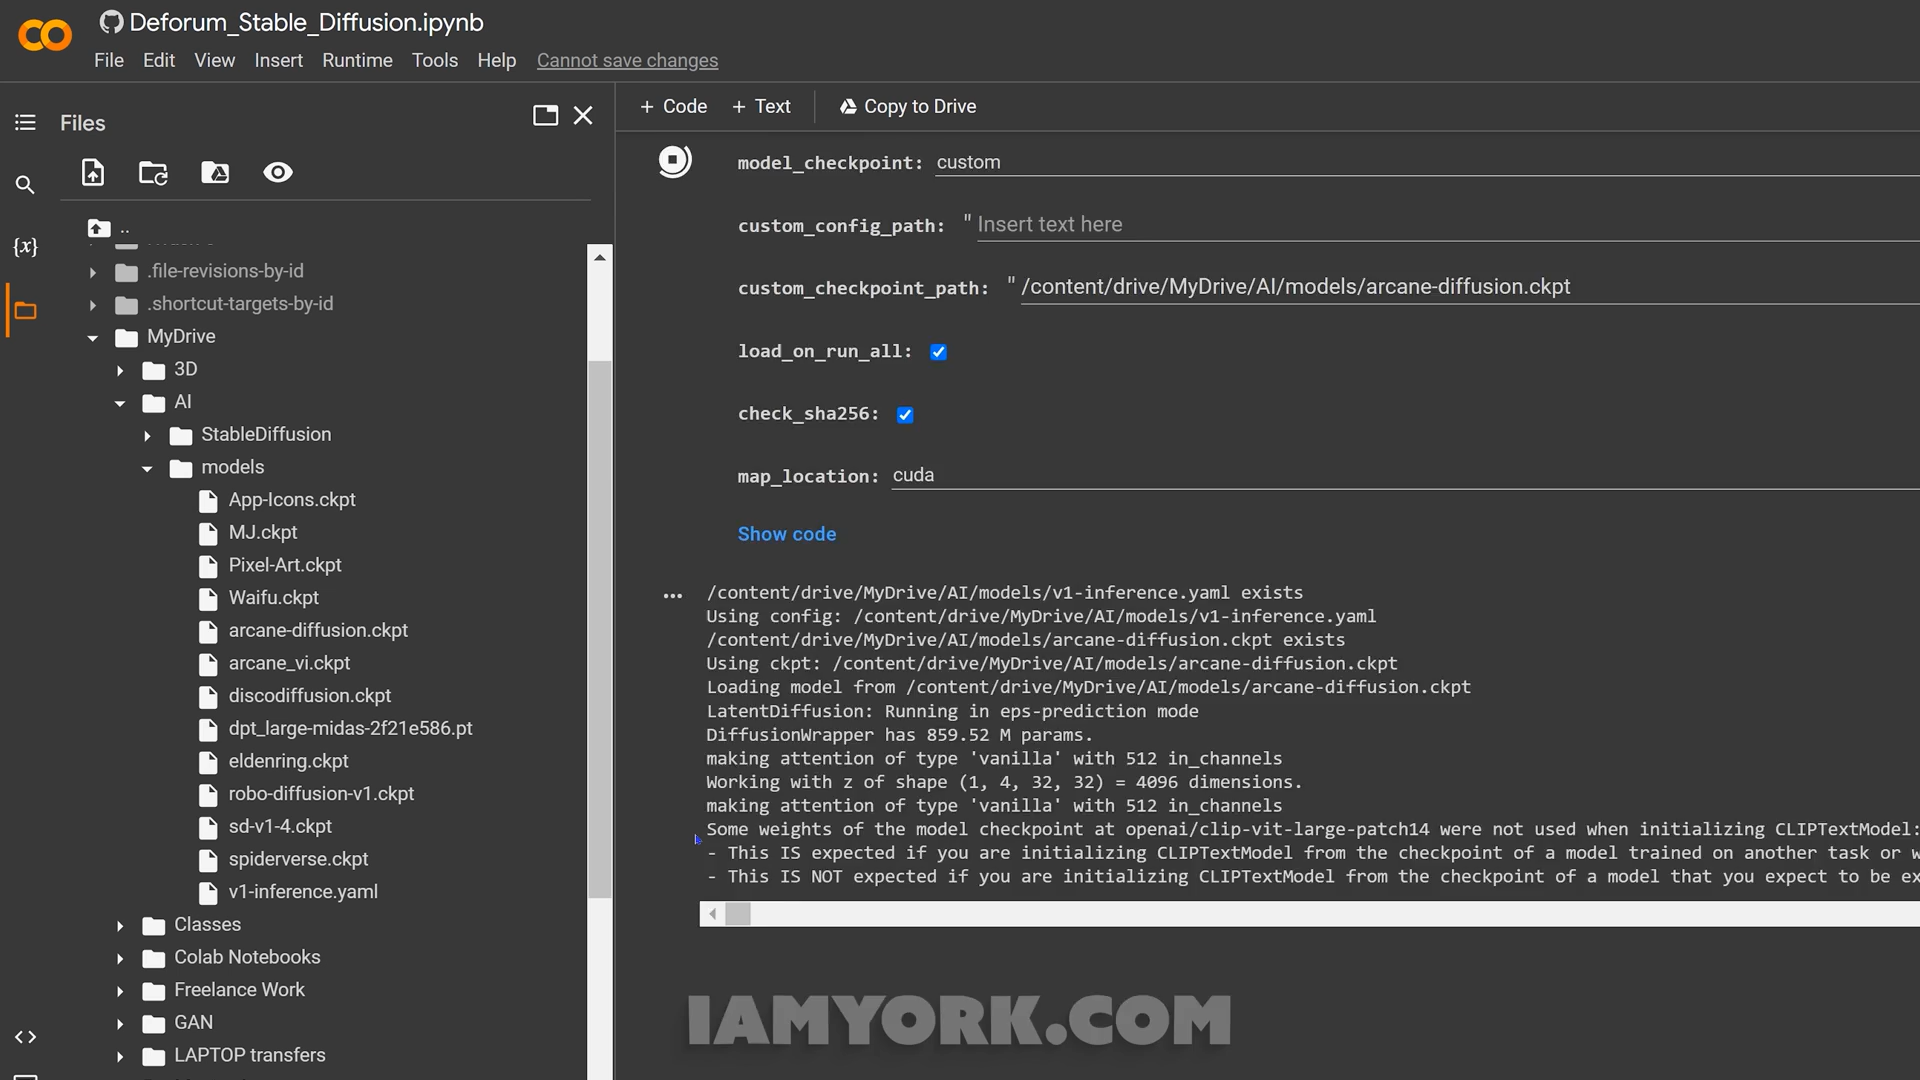 Deforum_Stable_Diffusion.ipynb
File Edit View Insert Runtime Tools Help Cannot save changes
Files
+ Code + Text Copy to Drive
..
{x}
.file-revisions-by-id
.shortcut-targets-by-id
MyDrive
3D
AI
StableDiffusion
models
App-Icons.ckpt
MJ.ckpt
Pixel-Art.ckpt
Waifu.ckpt
arcane-diffusion.ckpt
arcane_vi.ckpt
discodiffusion.ckpt
dpt_large-midas-2f21e586.pt
eldenring.ckpt
robo-diffusion-v1.ckpt
sd-v1-4.ckpt
spiderverse.ckpt
v1-inference.yaml
Classes
Colab Notebooks
Freelance Work
GAN
LAPTOP transfers
model_checkpoint: custom
custom_config_path: " Insert text here
custom_checkpoint_path: " /content/drive/MyDrive/AI/models/arcane-diffusion.ckpt
load_on_run_all:
check_sha256:
map_location: cuda
Show code
/content/drive/MyDrive/AI/models/v1-inference.yaml exists
Using config: /content/drive/MyDrive/AI/models/v1-inference.yaml
/content/drive/MyDrive/AI/models/arcane-diffusion.ckpt exists
Using ckpt: /content/drive/MyDrive/AI/models/arcane-diffusion.ckpt
Loading model from /content/drive/MyDrive/AI/models/arcane-diffusion.ckpt
LatentDiffusion: Running in eps-prediction mode
DiffusionWrapper has 859.52 M params.
making attention of type 'vanilla' with 512 in_channels
Working with z of shape (1, 4, 32, 32) = 4096 dimensions.
making attention of type 'vanilla' with 512 in_channels
Some weights of the model checkpoint at openai/clip-vit-large-patch14 were not used when initializing CLIPTextModel:
- This IS expected if you are initializing CLIPTextModel from the checkpoint of a model trained on another task or
- This IS NOT expected if you are initializing CLIPTextModel from the checkpoint of a model that you expect to be
IAMYORK.COM